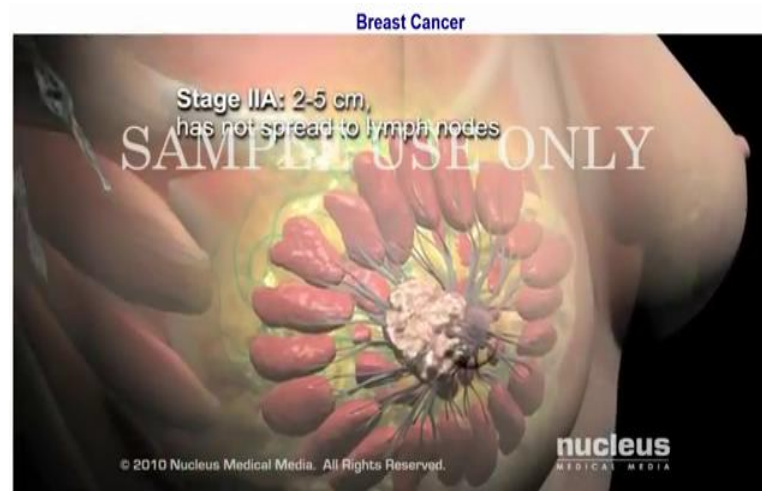 Breast Cancer
Stage IIA: 2-5 cm,
has not spread to lymph nodes
SAMPLE USE ONLY
© 2010 Nucleus Medical Media. All Rights Reserved.
nucleus
MEDICAL MEDIA